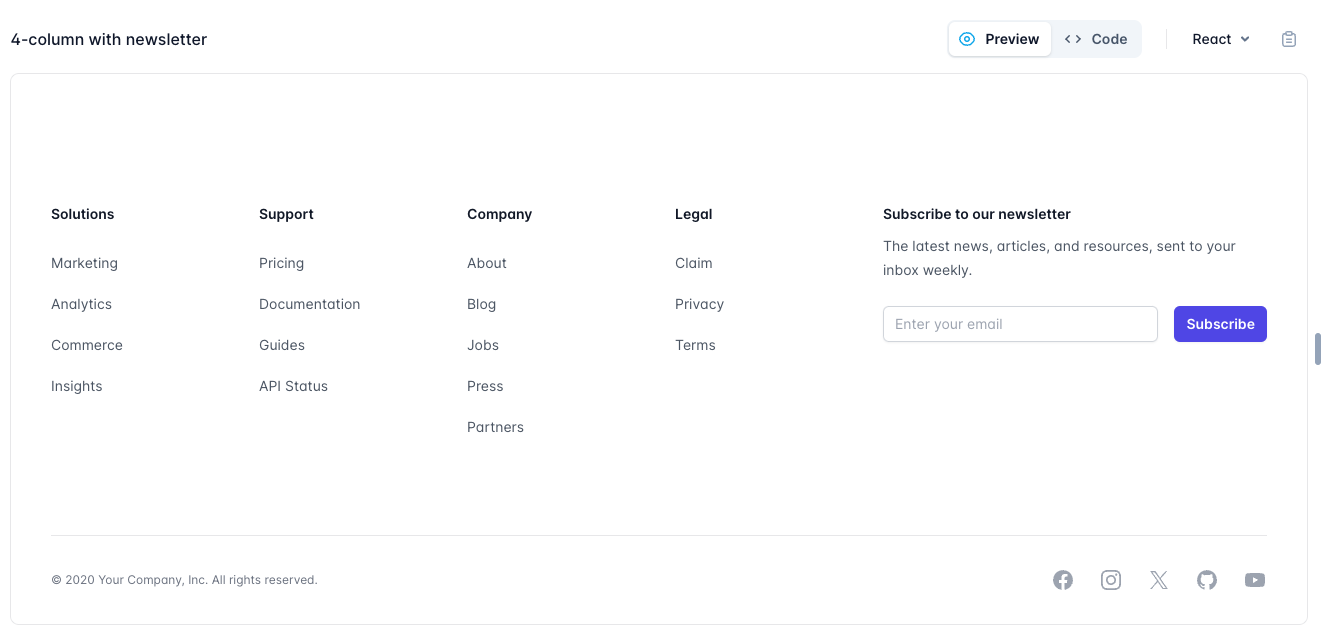 4-column with newsletter
Preview
Code
React
Solutions
Marketing
Analytics
Commerce
Insights
Support
Pricing
Documentation
Guides
API Status
Company
About
Blog
Jobs
Press
Partners
Legal
Claim
Privacy
Terms
Subscribe to our newsletter
The latest news, articles, and resources, sent to your
inbox weekly.
Enter your email
Subscribe
© 2020 Your Company, Inc. All rights reserved.